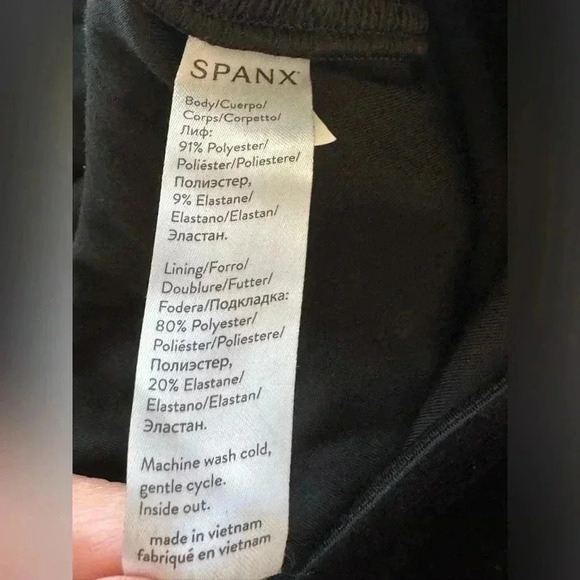 SPANX
Body/Cuerpo/
Corps/Corpetto/
Лиф:
91% Polyester/
Poliéster/Poliestere/
Полиэстер,
9% Elastane/
Elastano/Elastan/
Эластан.
Lining/Forro/
Doublure/Futter/
Fodera/Подкладка:
80% Polyester/
Poliéster/Poliestere/
Полиэстер,
20% Elastane/
Elastano/Elastan/
Эластан.
Machine wash cold,
gentle cycle.
Inside out.
made in vietnam
fabriqué en vietnam